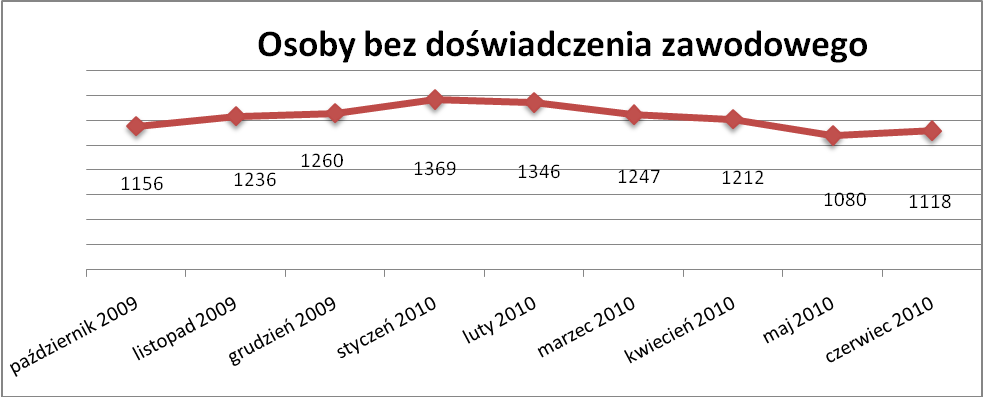 Osoby bez doświadczenia zawodowego
1156
1236
1260
1369
1346
1247
1212
1080
1118
październik 2009
listopad 2009
grudzień 2009
styczeń 2010
luty 2010
marzec 2010
kwiecień 2010
maj 2010
czerwiec 2010